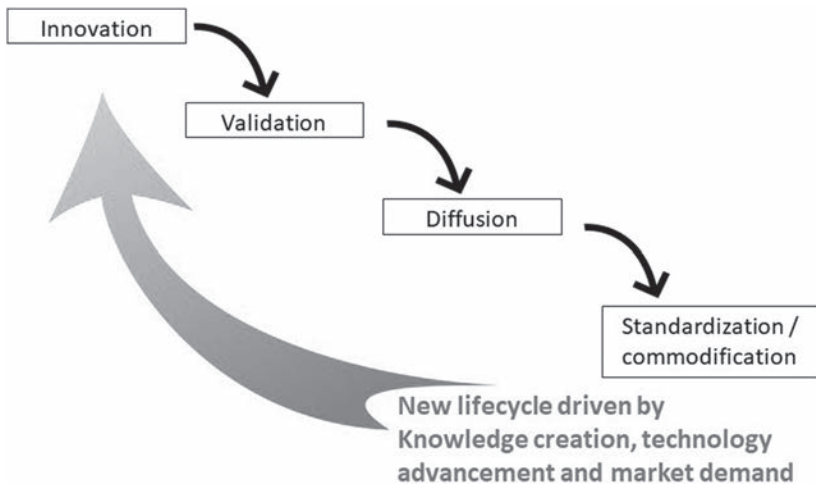 Innovation
Validation
Diffusion
Standardization /
commodification
New lifecycle driven by
Knowledge creation, technology
advancement and market demand